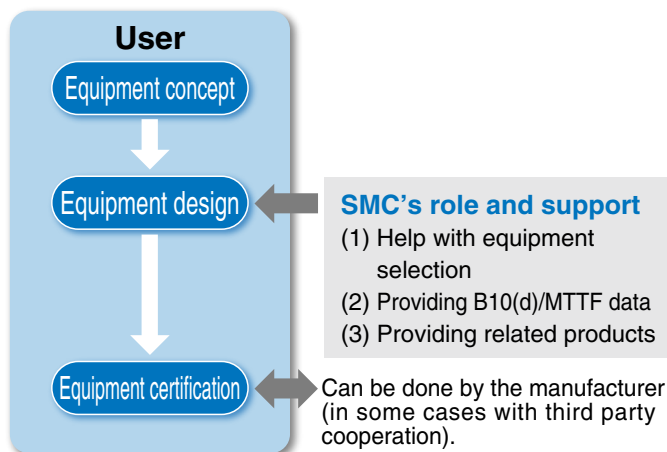 User
Equipment concept
Equipment design
SMC's role and support
(1) Help with equipment
selection
(2) Providing B10(d)/MTTF data
(3) Providing related products
Equipment certification
Can be done by the manufacturer
(in some cases with third party
cooperation).